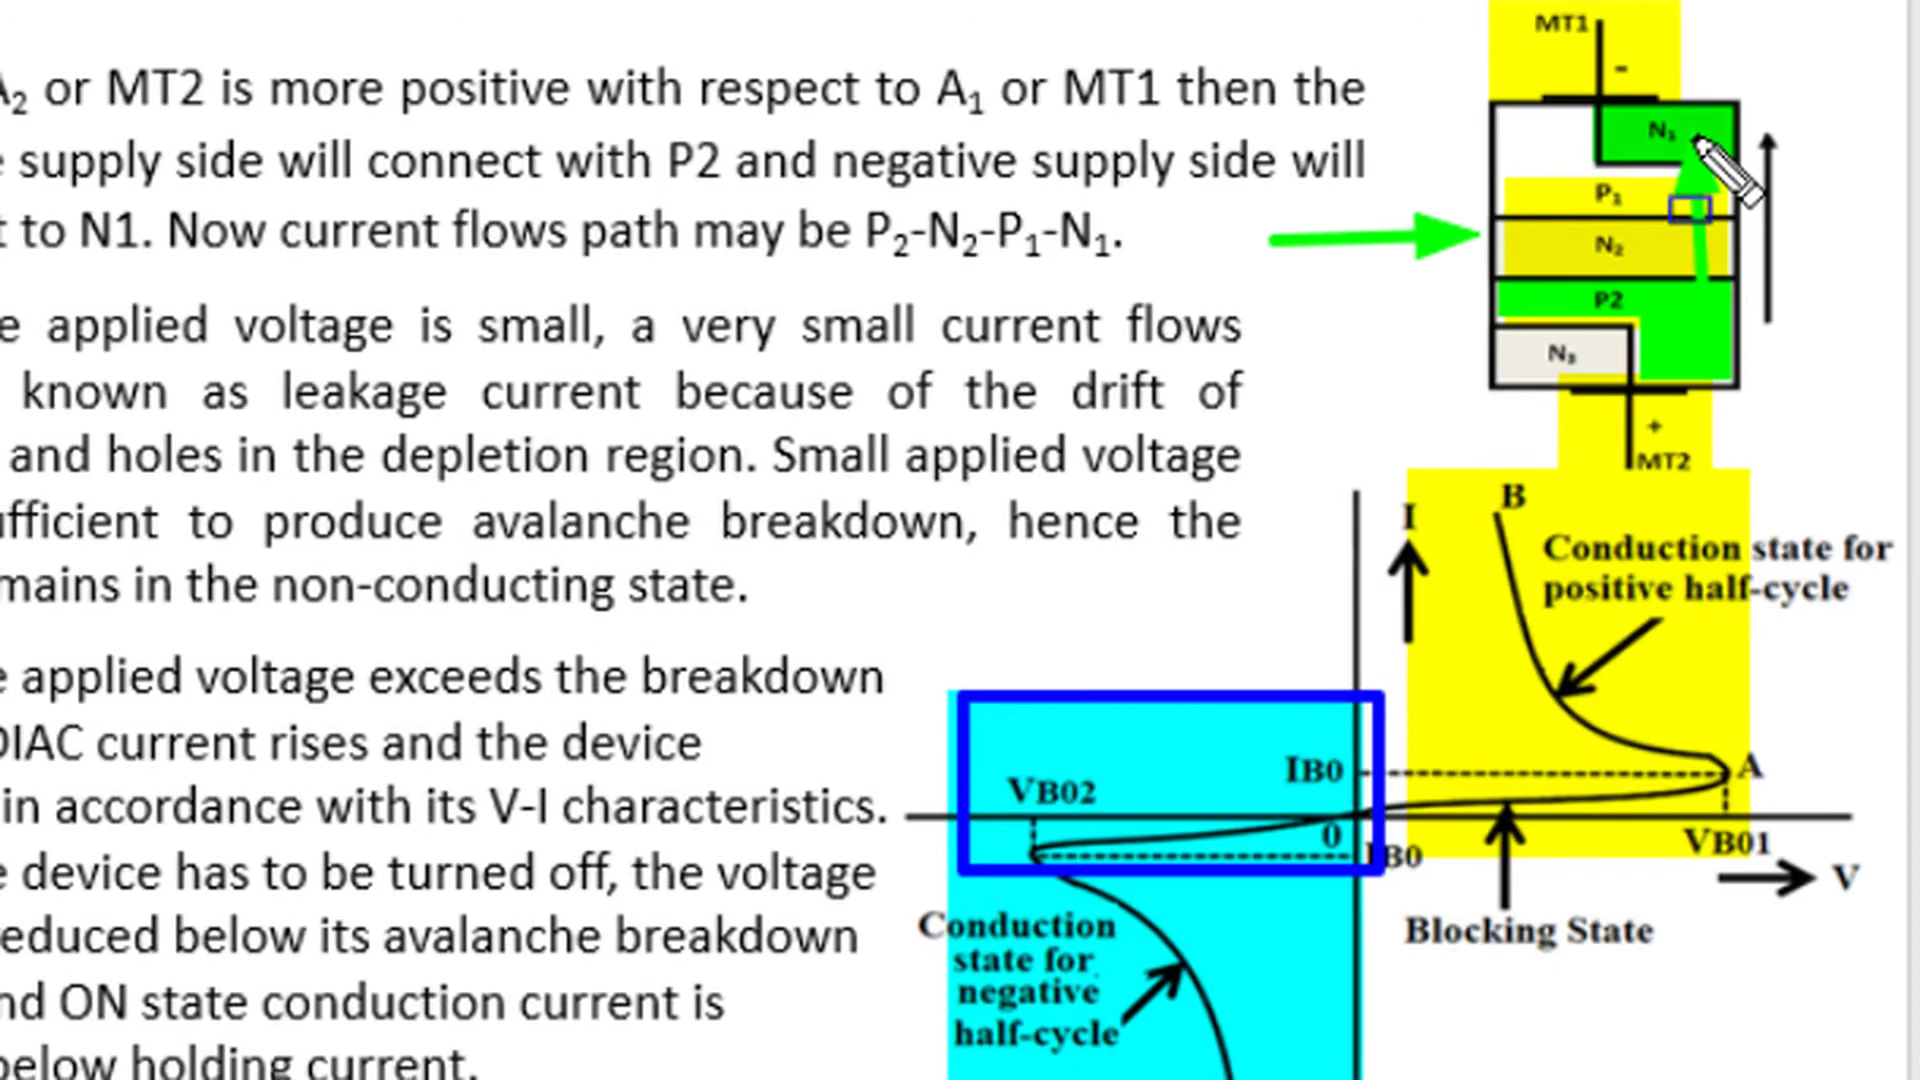 A₂ or MT2 is more positive with respect to A₁ or MT1 then the
supply side will connect with P2 and negative supply side will
to N1. Now current flows path may be P₂-N₂-P₁-N₁.
applied voltage is small, a very small current flows
known as leakage current because of the drift of
and holes in the depletion region. Small applied voltage
ufficient to produce avalanche breakdown, hence the
mains in the non-conducting state.
applied voltage exceeds the breakdown
DIAC current rises and the device
in accordance with its V-I characteristics.
device has to be turned off, the voltage
educed below its avalanche breakdown
nd ON state conduction current is
below holding current.
MT1
-
N₁
P₁
N₂
P2
N₃
+
MT2
I
B
Conduction state for
positive half-cycle
IB0
A
VB02
0
VB01
B0
V
Blocking State
Conduction
state for
negative
half-cycle